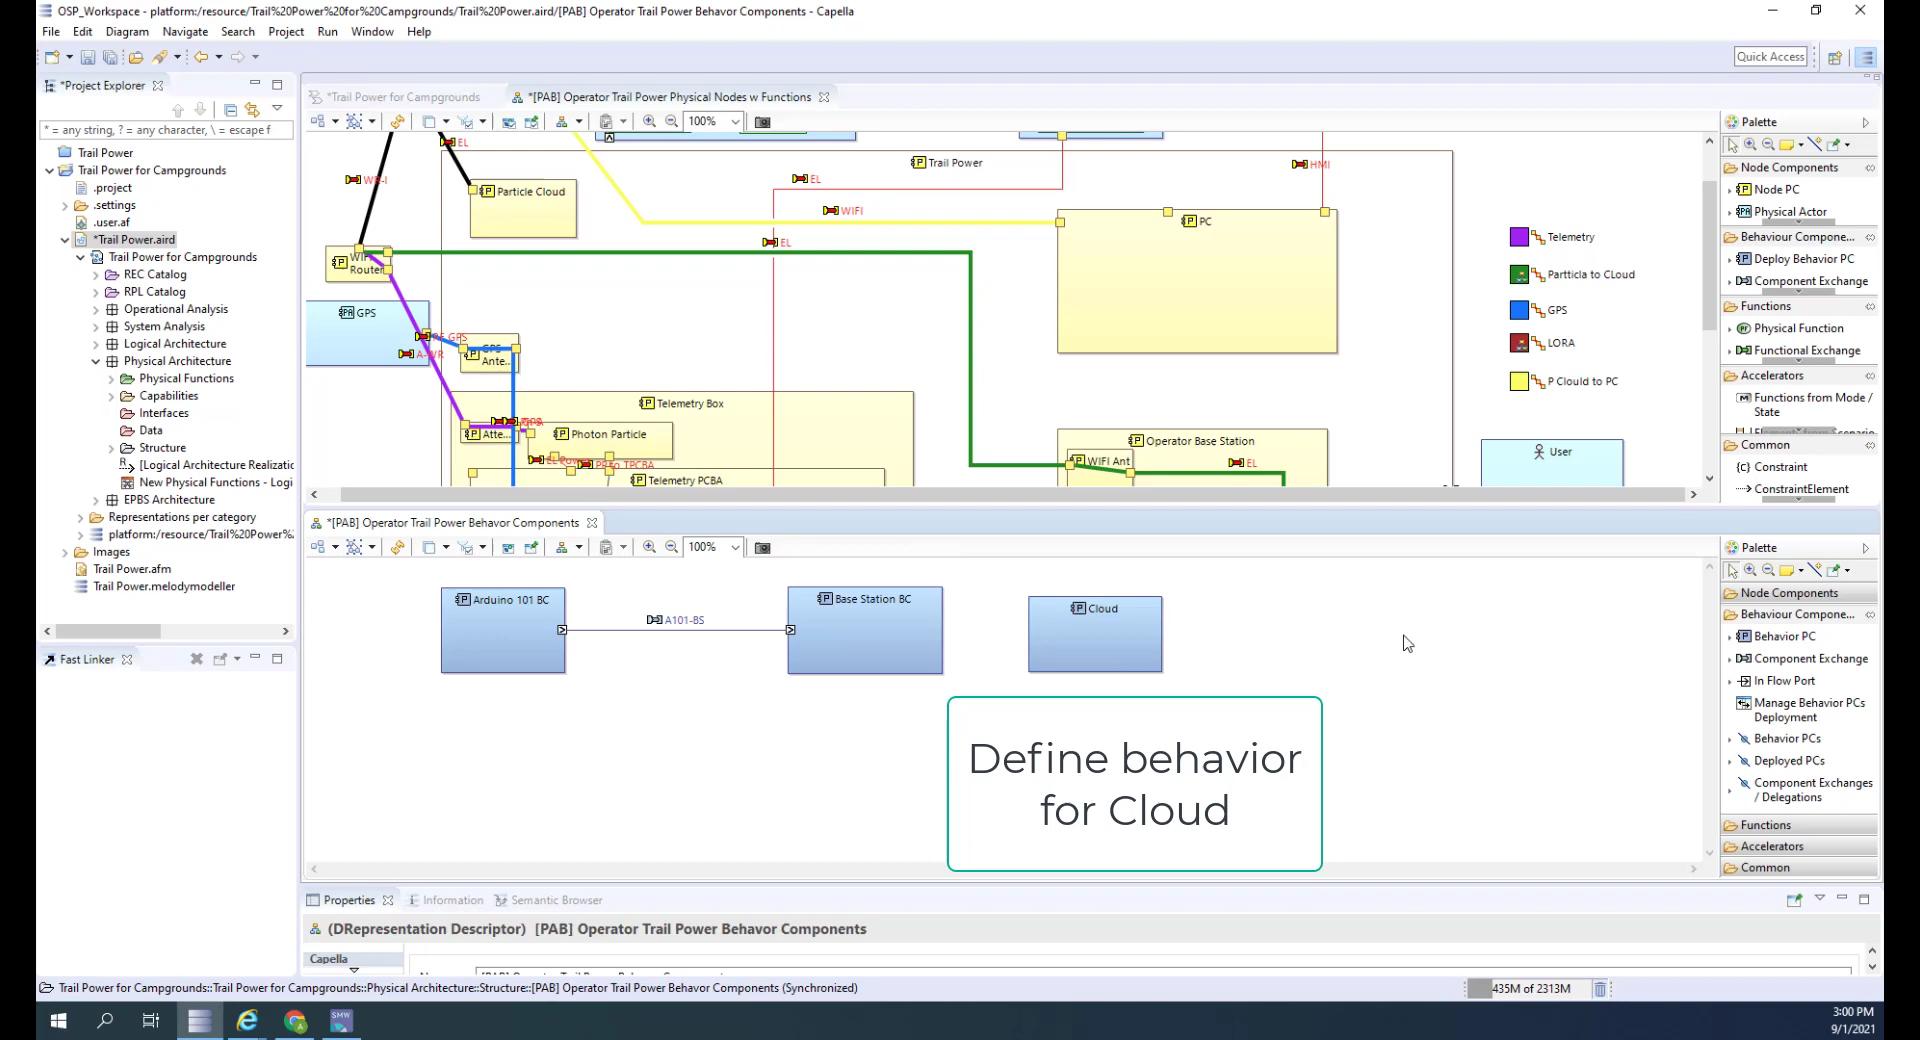 OSP_Workspace - platform:/resource/Trail%20Power%20for%20Campgrounds/Trail%20Power.aird/[PAB] Operator Trail Power Behavor Components - Capella
File Edit Diagram Navigate Search Project Run Window Help
Quick Access
*Project Explorer
* = any string, ? = any character, \ = escape f
Trail Power
Trail Power for Campgrounds
.project
.settings
.user.af
*Trail Power.aird
Trail Power for Campgrounds
REC Catalog
RPL Catalog
Operational Analysis
System Analysis
Logical Architecture
Physical Architecture
Physical Functions
Capabilities
Interfaces
Data
Structure
[Logical Architecture Realizatic
New Physical Functions - Logi
EPBS Architecture
Representations per category
platform:/resource/Trail%20Power%
Images
Trail Power.afm
Trail Power.melodymodeller
Fast Linker
*Trail Power for Campgrounds
*[PAB] Operator Trail Power Physical Nodes w Functions
100%
EL
Trail Power
HMI
EL
Particle Cloud
WIFI
PC
EL
WIFI
Router
GPS
GPS
Ante...
Telemetry Box
Atte...
Photon Particle
Telemetry PCBA
Operator Base Station
WIFI Ant
EL
User
Telemetry
Partticla to CLoud
GPS
LORA
P Clould to PC
Palette
Node Components
Node PC
Physical Actor
Behaviour Compone...
Deploy Behavior PC
Component Exchange
Functions
Physical Function
Functional Exchange
Accelerators
Functions from Mode /
State
Common
Constraint
ConstraintElement
*[PAB] Operator Trail Power Behavor Components
100%
Arduino 101 BC
A101-BS
Base Station BC
Cloud
Define behavior
for Cloud
Palette
Node Components
Behaviour Compone...
Behavior PC
Component Exchange
In Flow Port
Manage Behavior PCs
Deployment
Behavior PCs
Deployed PCs
Component Exchanges
/ Delegations
Functions
Accelerators
Common
Properties Information Semantic Browser
(DRepresentation Descriptor) [PAB] Operator Trail Power Behavor Components
Capella
Trail Power for Campgrounds::Trail Power for Campgrounds::Physical Architecture::Structure::[PAB] Operator Trail Power Behavor Components (Synchronized)
435M of 2313M
SMW
3:00 PM
9/1/2021